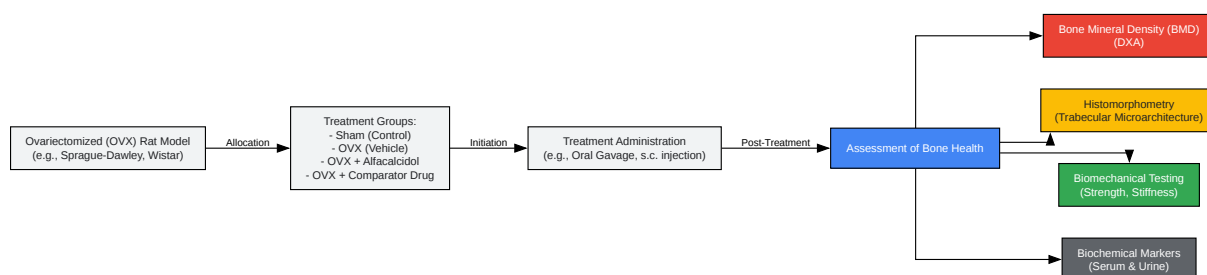 Ovariectomized (OVX) Rat Model
(e.g., Sprague-Dawley, Wistar)
Allocation
Treatment Groups:
- Sham (Control)
- OVX (Vehicle)
- OVX + Alfacalcidol
- OVX + Comparator Drug
Initiation
Treatment Administration
(e.g., Oral Gavage, s.c. injection)
Post-Treatment
Assessment of Bone Health
Bone Mineral Density (BMD)
(DXA)
Histomorphometry
(Trabecular Microarchitecture)
Biomechanical Testing
(Strength, Stiffness)
Biochemical Markers
(Serum & Urine)